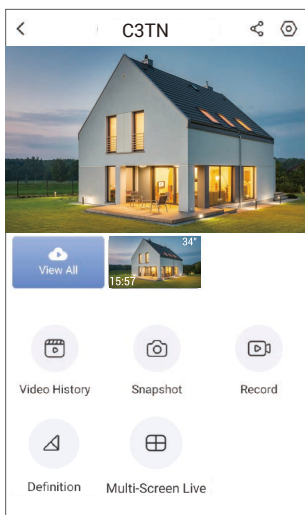 C3TN
View All
34"
15:57
Video History
Snapshot
Record
Definition
Multi-Screen Live